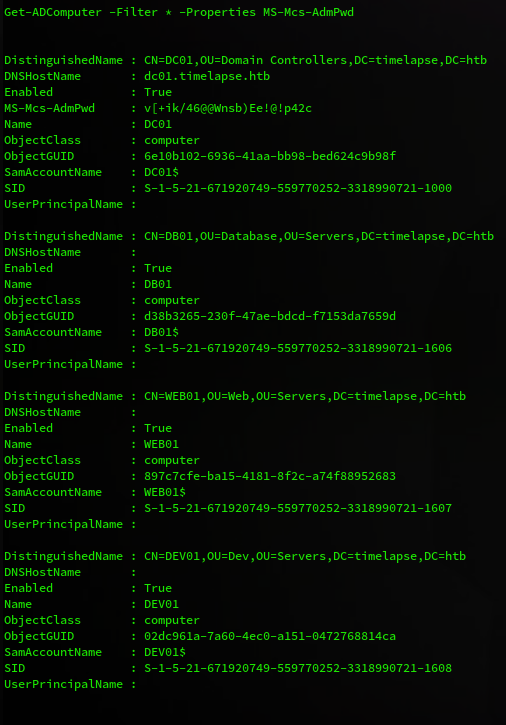 Get-ADComputer -Filter * -Properties MS-Mcs-AdmPwd
DistinguishedName : CN=DC01,OU=Domain Controllers,DC=timelapse,DC=htb
DNSHostName : dc01.timelapse.htb
Enabled : True
MS-Mcs-AdmPwd : v[+ik/46@@Wnsb)Ee!@!p42c
Name : DC01
ObjectClass : computer
ObjectGUID : 6e10b102-6936-41aa-bb98-bed624c9b98f
SamAccountName : DC01$
SID : S-1-5-21-671920749-559770252-3318990721-1000
UserPrincipalName :
DistinguishedName : CN=DB01,OU=Database,OU=Servers,DC=timelapse,DC=htb
DNSHostName :
Enabled : True
Name : DB01
ObjectClass : computer
ObjectGUID : d38b3265-230f-47ae-bdcd-f7153da7659d
SamAccountName : DB01$
SID : S-1-5-21-671920749-559770252-3318990721-1606
UserPrincipalName :
DistinguishedName : CN=WEB01,OU=Web,OU=Servers,DC=timelapse,DC=htb
DNSHostName :
Enabled : True
Name : WEB01
ObjectClass : computer
ObjectGUID : 897c7cfe-ba15-4181-8f2c-a74f88952683
SamAccountName : WEB01$
SID : S-1-5-21-671920749-559770252-3318990721-1607
UserPrincipalName :
DistinguishedName : CN=DEV01,OU=Dev,OU=Servers,DC=timelapse,DC=htb
DNSHostName :
Enabled : True
Name : DEV01
ObjectClass : computer
ObjectGUID : 02dc961a-7a60-4ec0-a151-0472768814ca
SamAccountName : DEV01$
SID : S-1-5-21-671920749-559770252-3318990721-1608
UserPrincipalName :